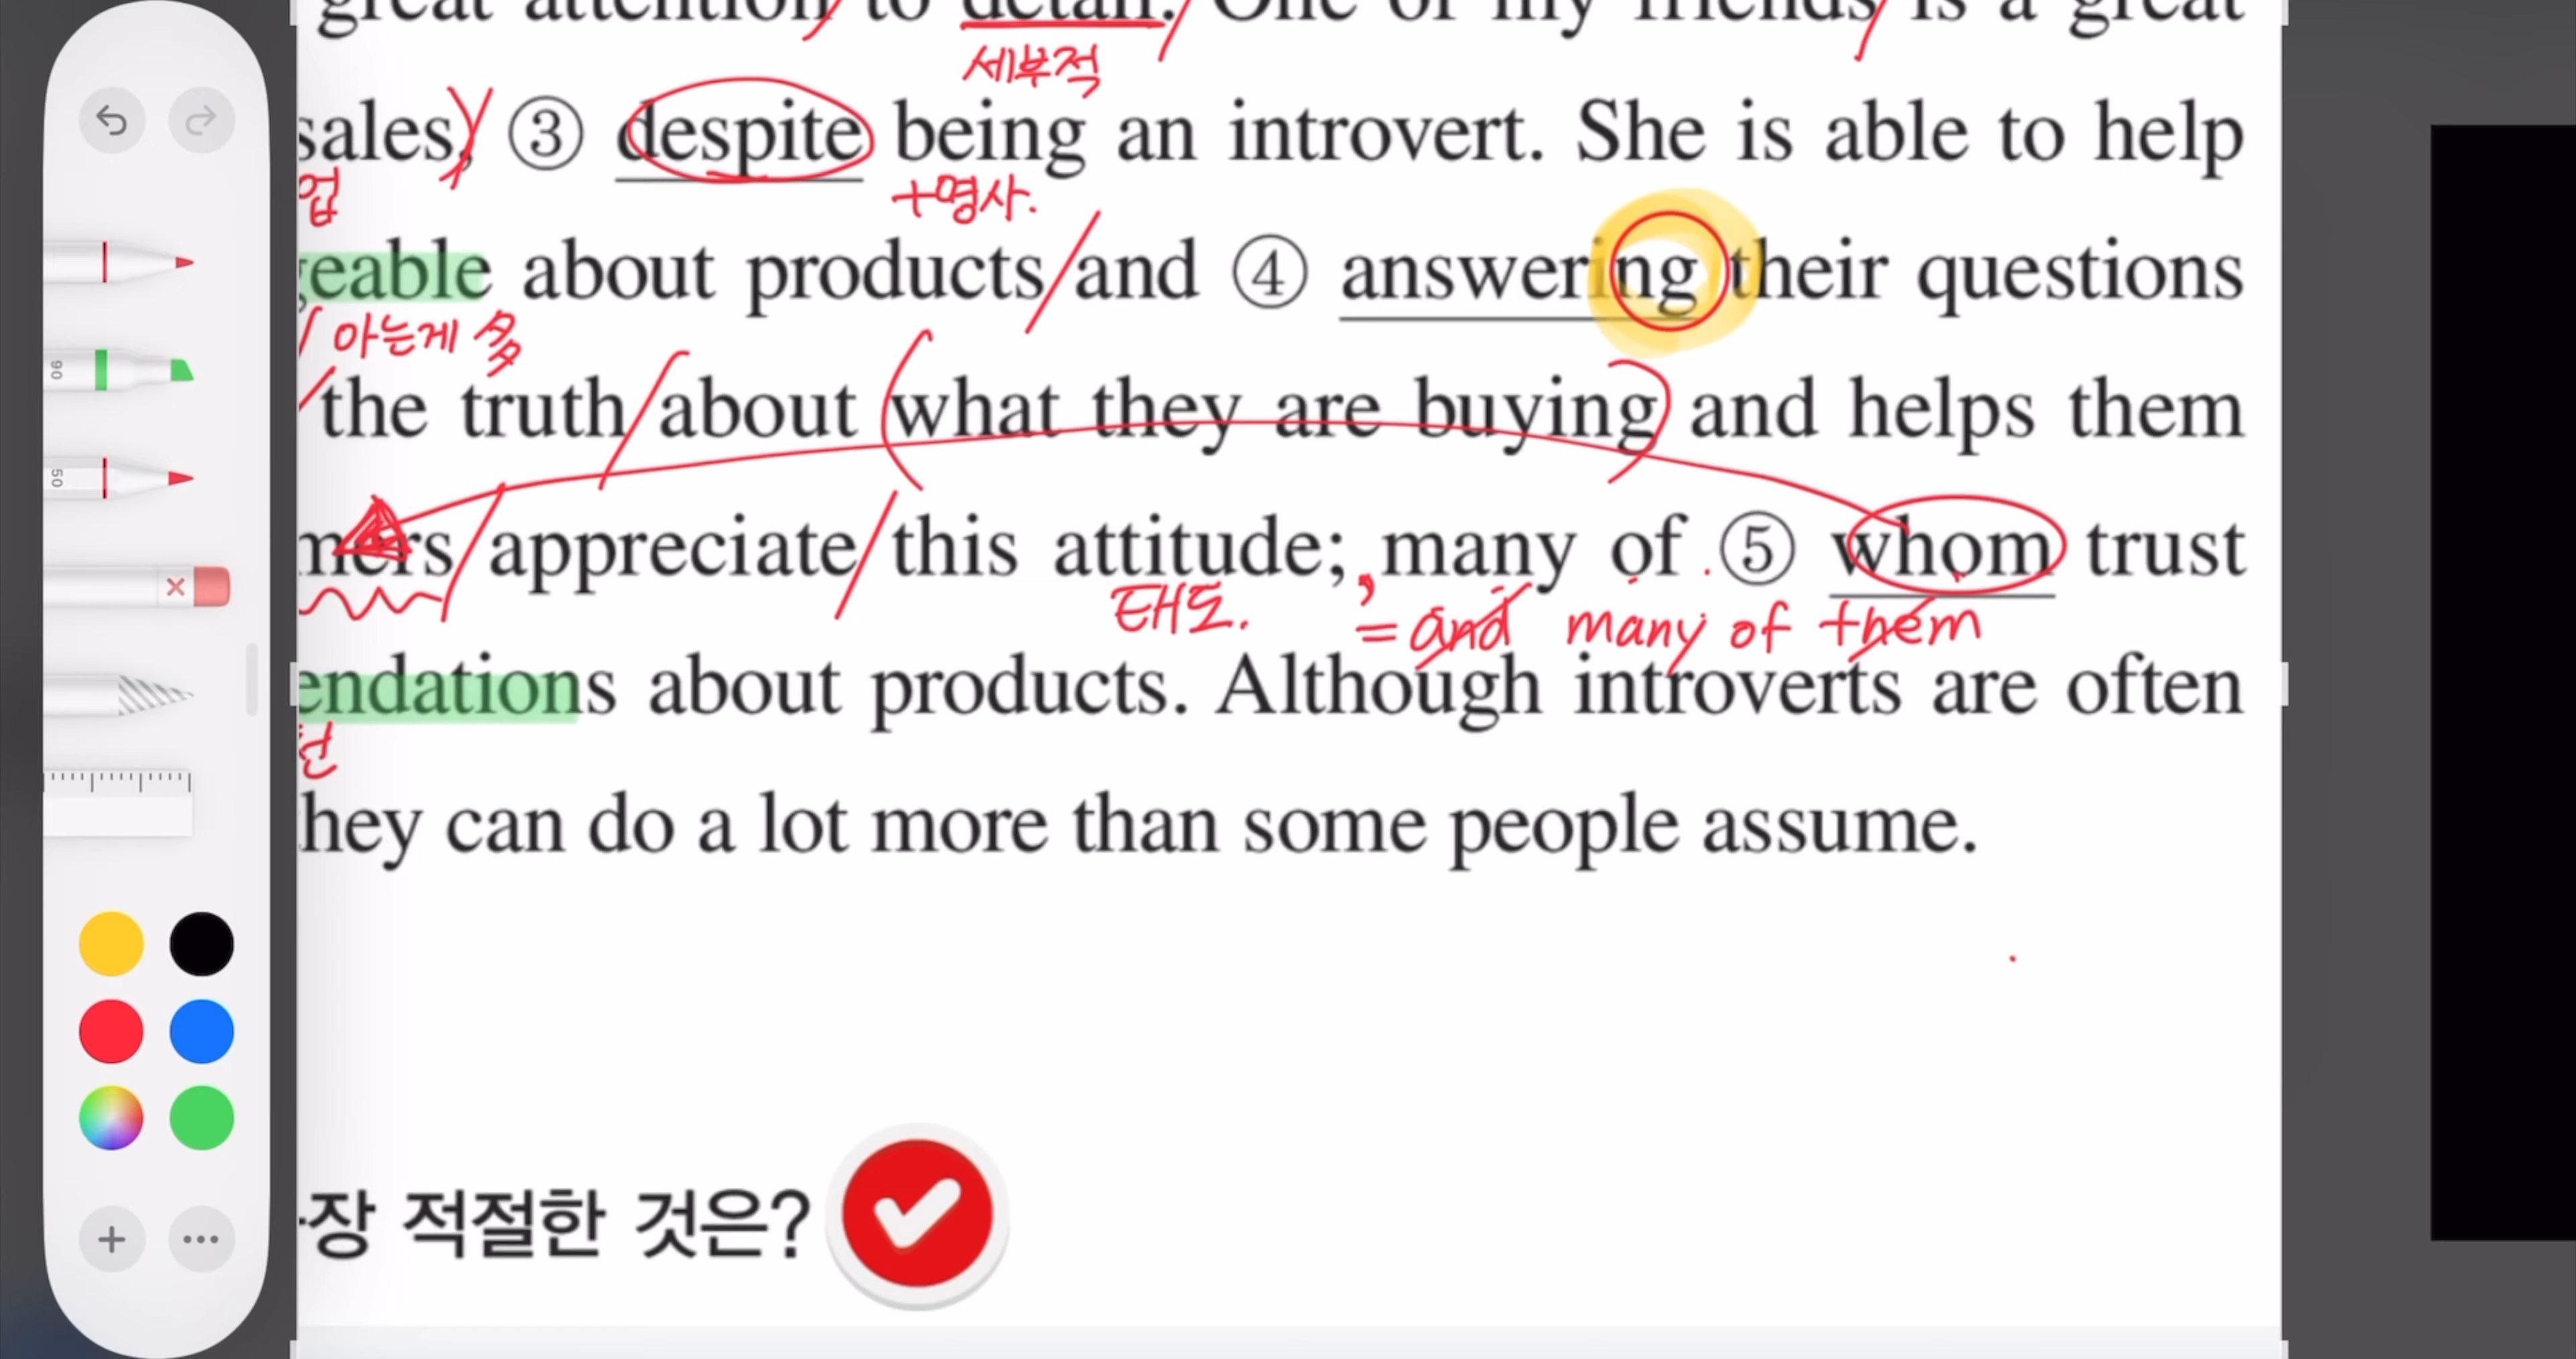 great attention to detail. One of my friends is a great
세부적
sales, ③ despite being an introvert. She is able to help
업 +명사.
geable about products and ④ answering their questions
아는게 多
the truth about what they are buying and helps them
mers appreciate this attitude; , many of ⑤ whom trust
태도. = and many of them
endations about products. Although introverts are often
천
hey can do a lot more than some people assume.
장 적절한 것은?
90
50